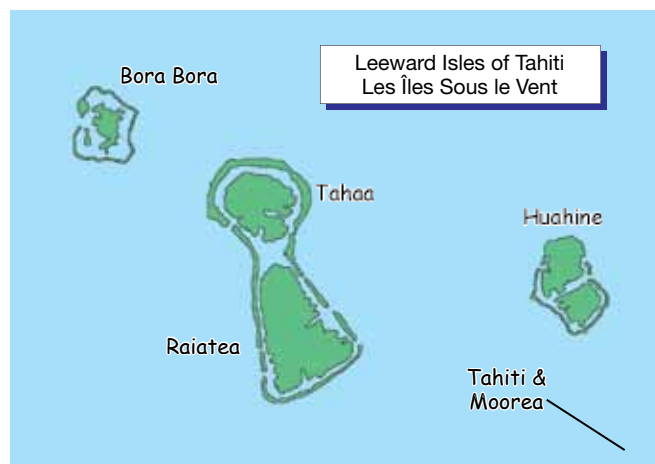 Leeward Isles of Tahiti
Les Îles Sous le Vent
Bora Bora
Tahaa
Huahine
Raiatea
Tahiti &
Moorea